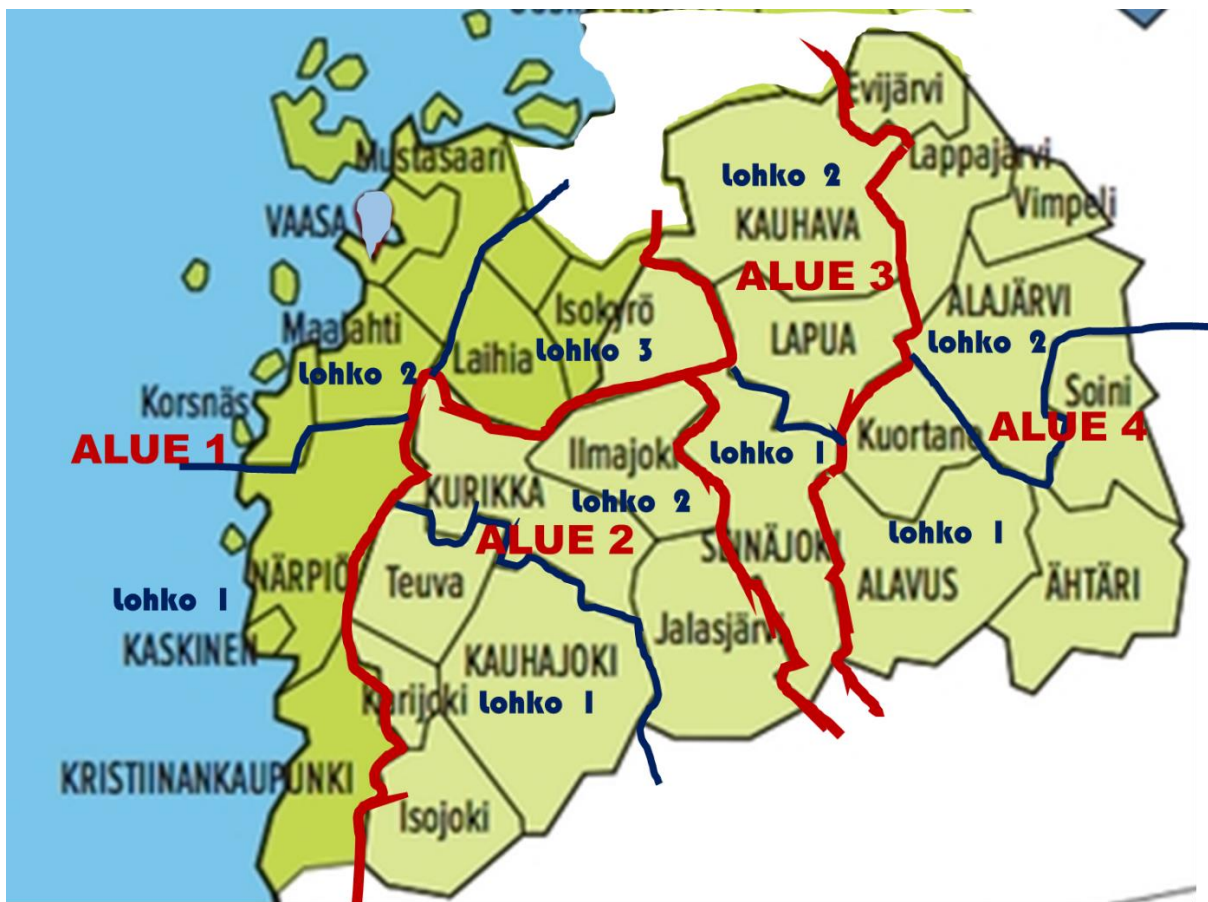 Evijärvi
Mustasaari
Lappajärvi
Lohko 2
VAASA
Vimpeli
KAUHAVA
ALUE 3
Isokyrö
ALAJÄRVI
Maalahti
LAPUA
Lohko 2
Laihia
Lohko 3
Lohko 2
Korsnäs
Soini
ALUE 1
Kuortane
ALUE 4
Ilmajoki
Lohko 1
KURIKKA
Lohko 2
ALUE 2
SEINÄJOKI
Lohko 1
NÄRPIÖ
Teuva
ALAVUS
ÄHTÄRI
Lohko 1
KASKINEN
KAUHAJOKI
Jalasjärvi
Karijoki
Lohko 1
KRISTIINANKAUPUNKI
Isojoki